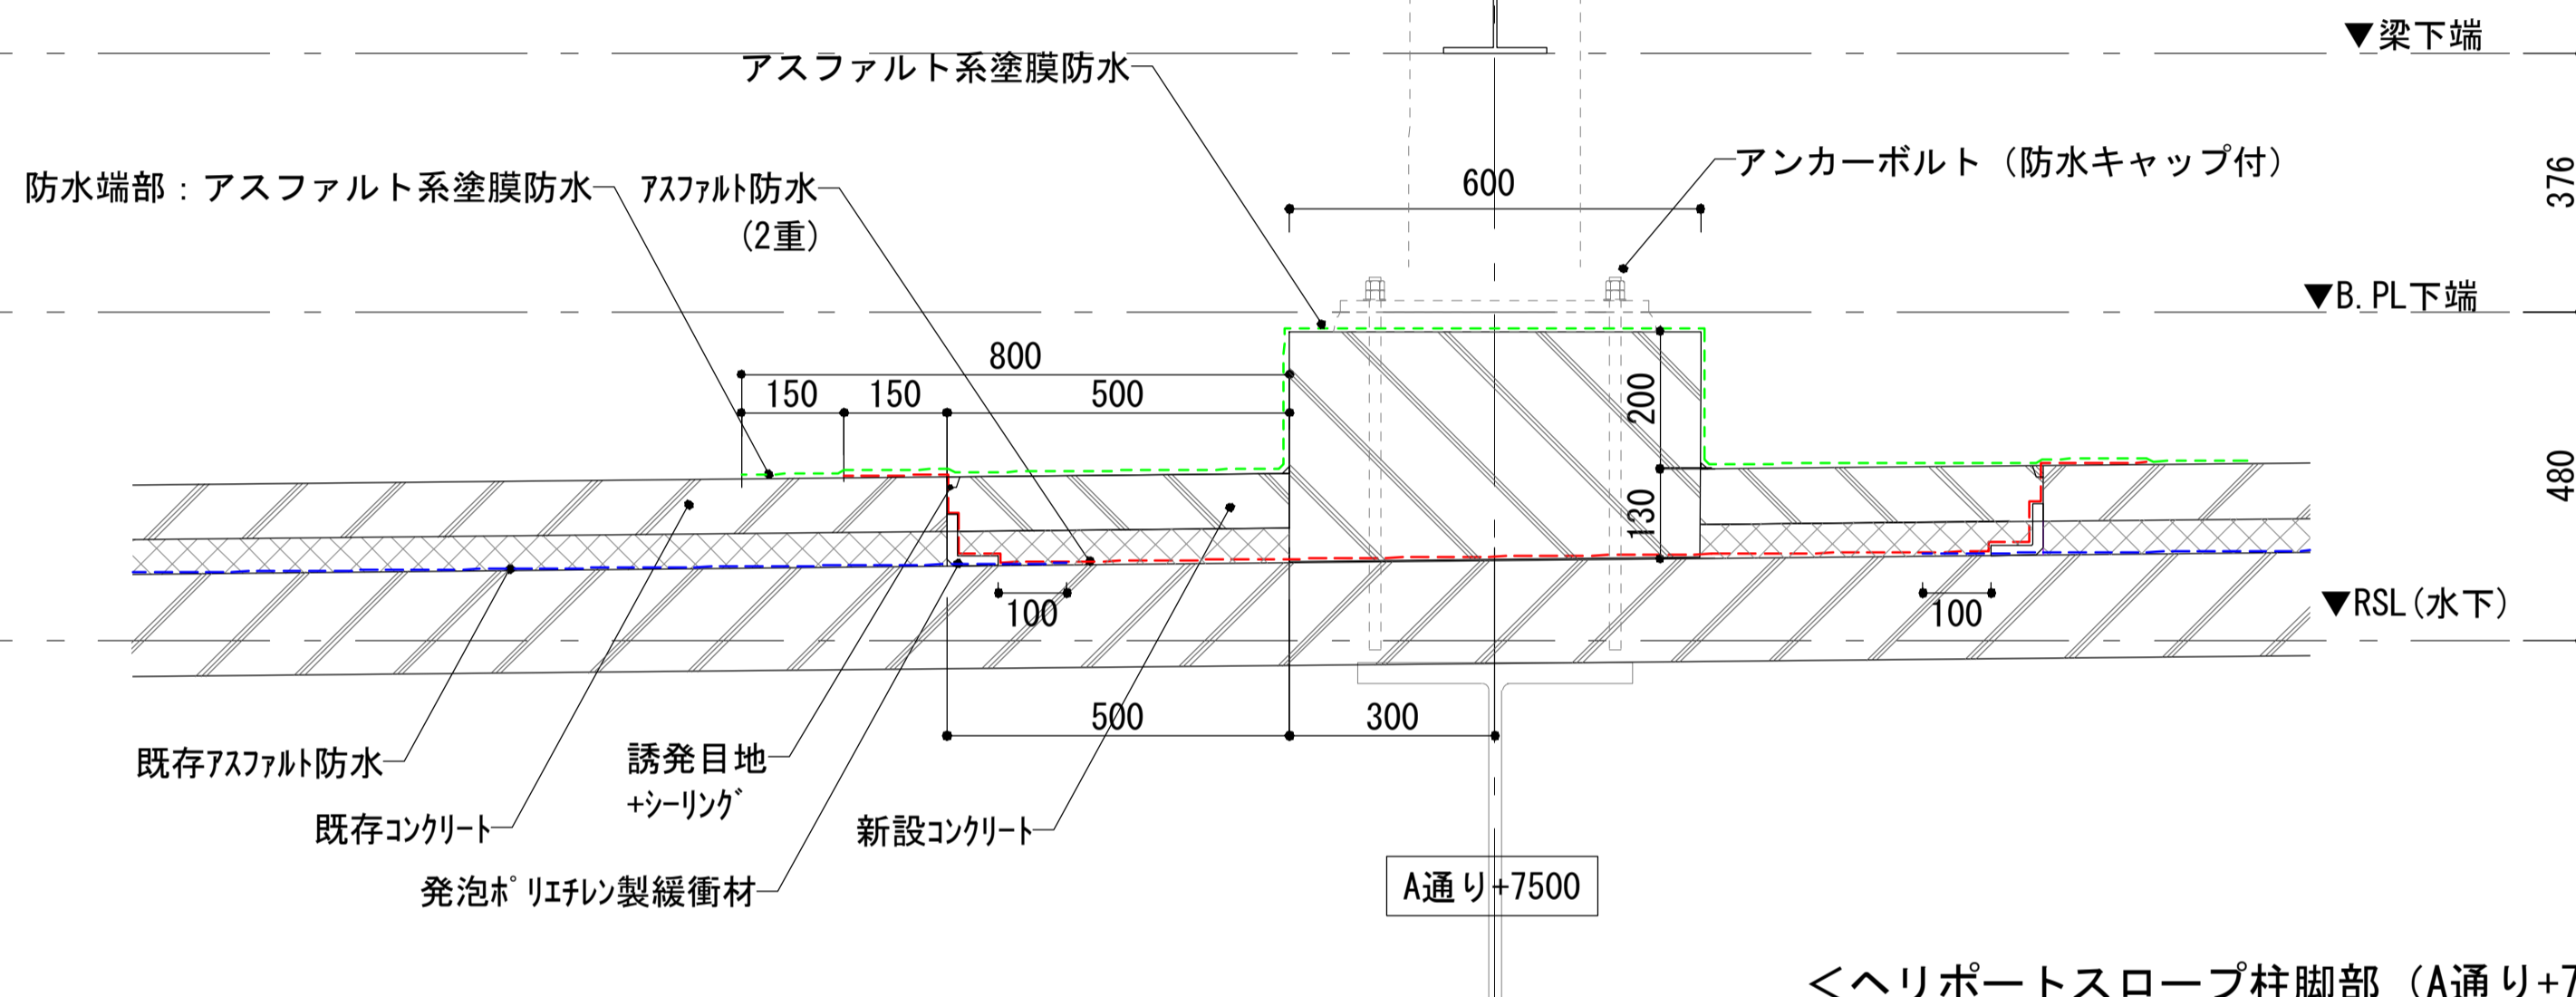 ▼梁下端
アスファルト系塗膜防水
アンカーボルト（防水キャップ付）
防水端部：アスファルト系塗膜防水
ｱｽﾌｧﾙﾄ防水
(2重)
600
376
▼B.PL下端
800
150
150
500
200
130
480
100
100
▼RSL(水下)
500
300
既存ｱｽﾌｧﾙﾄ防水
誘発目地
+ｼｰﾘﾝｸﾞ
既存ｺﾝｸﾘｰﾄ
新設ｺﾝｸﾘｰﾄ
発泡ﾎﾟﾘｴﾁﾚﾝ製緩衝材
A通り+7500
＜ヘリポートスロープ柱脚部（A通り+7